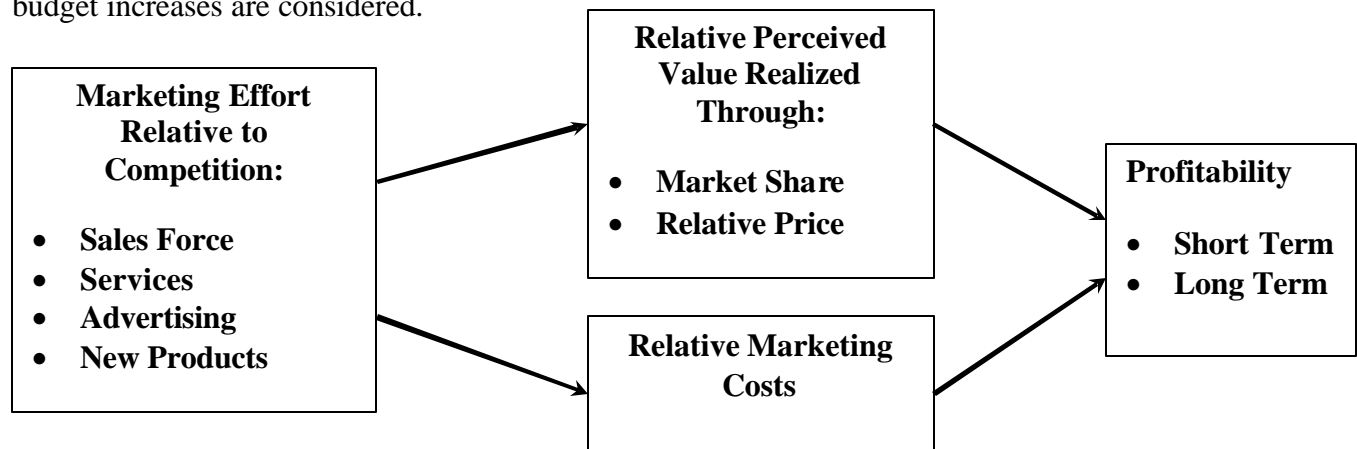 budget increases are considered.
Marketing Effort
Relative to
Competition:
• Sales Force
• Services
• Advertising
• New Products
Relative Perceived
Value Realized
Through:
• Market Share
• Relative Price
Relative Marketing
Costs
Profitability
• Short Term
• Long Term